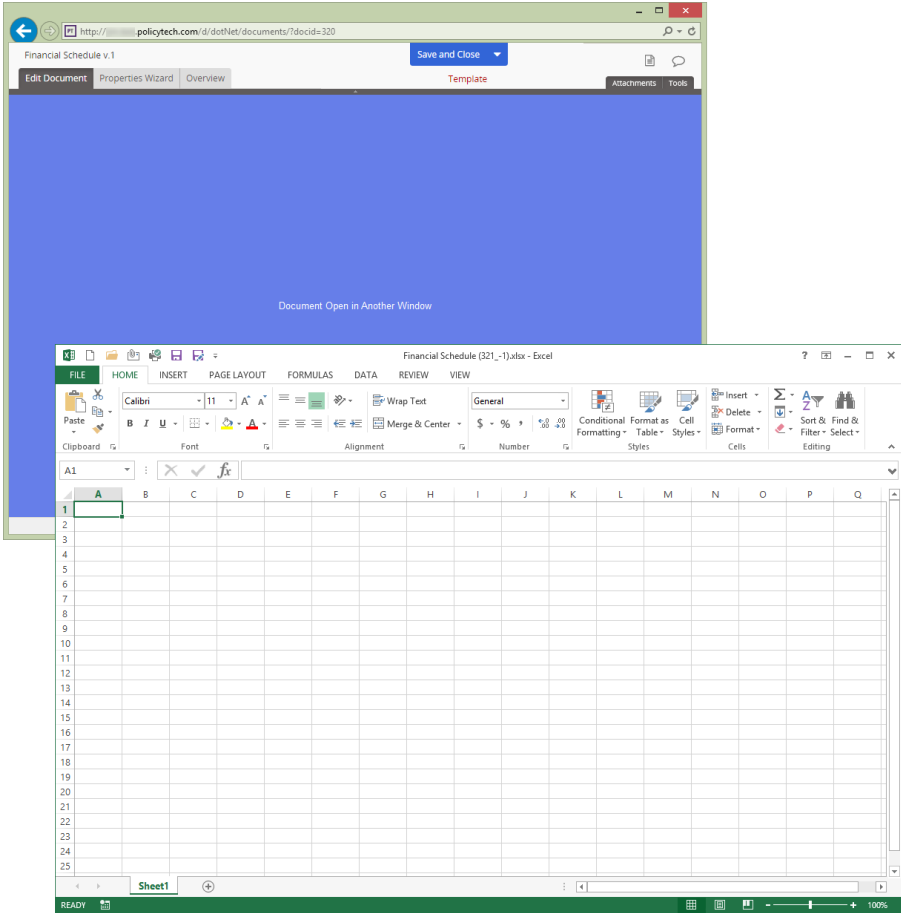 PT http:// .policytech.com/d/dotNet/documents/?docid=320
Financial Schedule v.1
Save and Close
Edit Document Properties Wizard Overview
Template
Attachments Tools
Document Open in Another Window
Financial Schedule (321_-1).xlsx - Excel
FILE HOME INSERT PAGE LAYOUT FORMULAS DATA REVIEW VIEW
Paste
Calibri 11
B I U
Wrap Text
Merge & Center
General
$ % ,
Conditional Formatting
Format as Table
Cell Styles
Insert
Delete
Format
Sort & Filter
Find & Select
Clipboard Font Alignment Number Styles Cells Editing
A1 fx
A B C D E F G H I J K L M N O P Q
1
2
3
4
5
6
7
8
9
10
11
12
13
14
15
16
17
18
19
20
21
22
23
24
25
Sheet1
READY 100%